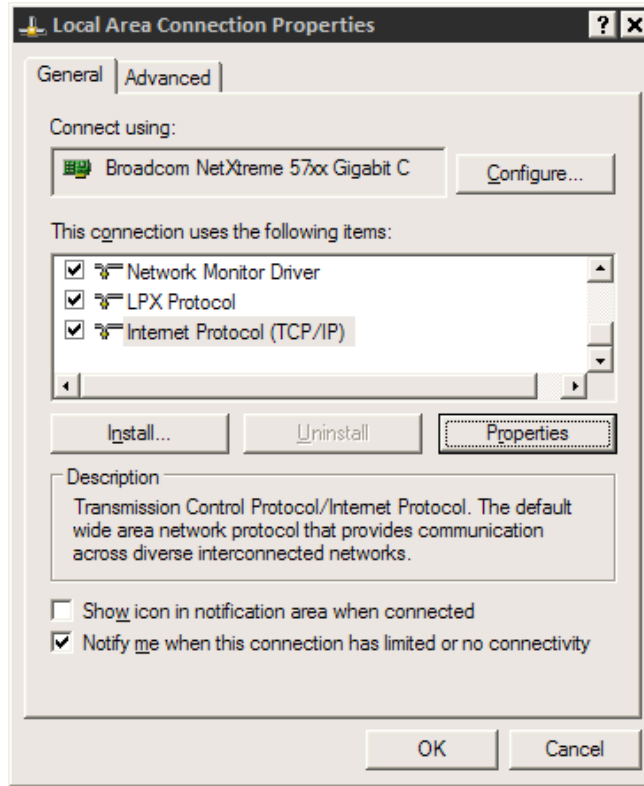 Local Area Connection Properties ? X
General Advanced
Connect using:
Broadcom NetXtreme 57xx Gigabit C
Configure...
This connection uses the following items:
Network Monitor Driver
LPX Protocol
Internet Protocol (TCP/IP)
Install... Uninstall Properties
Description
Transmission Control Protocol/Internet Protocol. The default
wide area network protocol that provides communication
across diverse interconnected networks.
Show icon in notification area when connected
Notify me when this connection has limited or no connectivity
OK Cancel